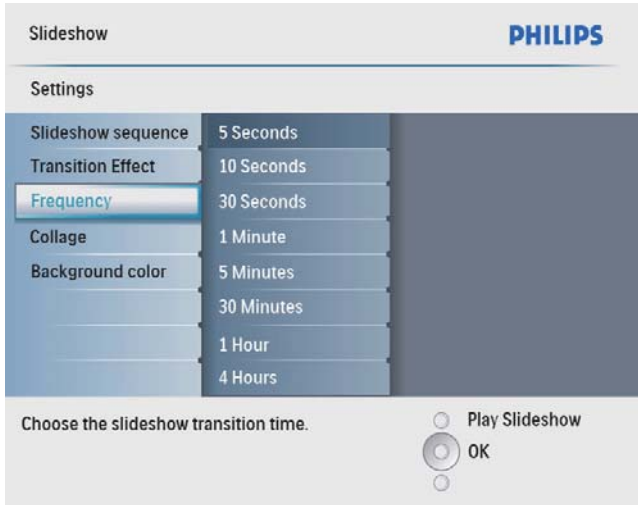 Slideshow
PHILIPS
Settings
Slideshow sequence
Transition Effect
Frequency
Collage
Background color
5 Seconds
10 Seconds
30 Seconds
1 Minute
5 Minutes
30 Minutes
1 Hour
4 Hours
Choose the slideshow transition time.
Play Slideshow
OK